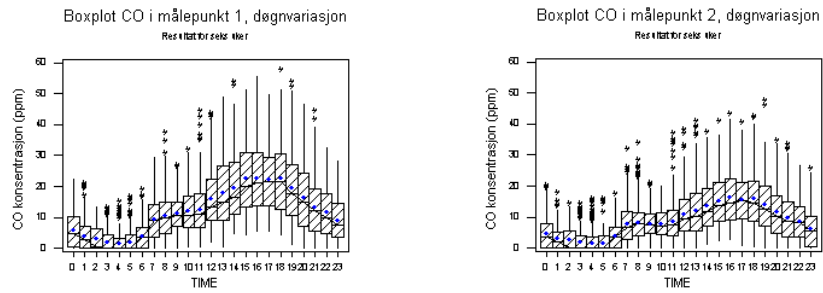 Boxplot CO i målepunkt 1, døgnvariasjon
Resultat for seks uker
60
50
40
30
20
10
0
CO konsentrasjon (ppm)
0 1 2 3 4 5 6 7 8 9 10 11 12 13 14 15 16 17 18 19 20 21 22 23
TIME
Boxplot CO i målepunkt 2, døgnvariasjon
Resultat for seks uker
60
50
40
30
20
10
0
CO konsentrasjon (ppm)
0 1 2 3 4 5 6 7 8 9 10 11 12 13 14 15 16 17 18 19 20 21 22 23
TIME